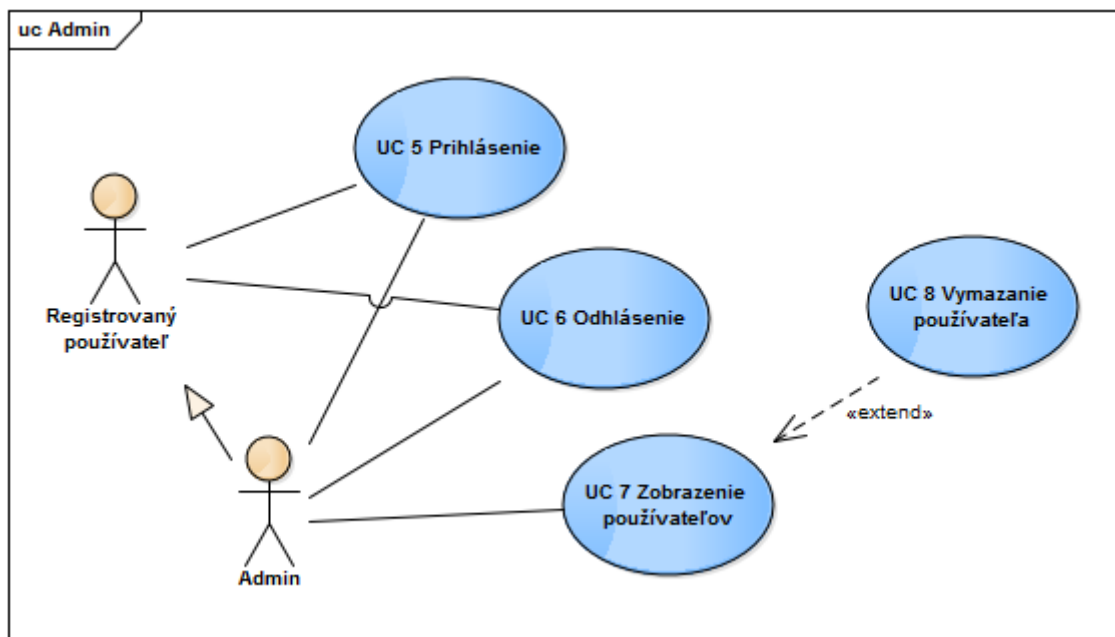 uc Admin
UC 5 Prihlásenie
Registrovaný
používateľ
UC 6 Odhlásenie
UC 8 Vymazanie
používateľa
«extend»
UC 7 Zobrazenie
používateľov
Admin